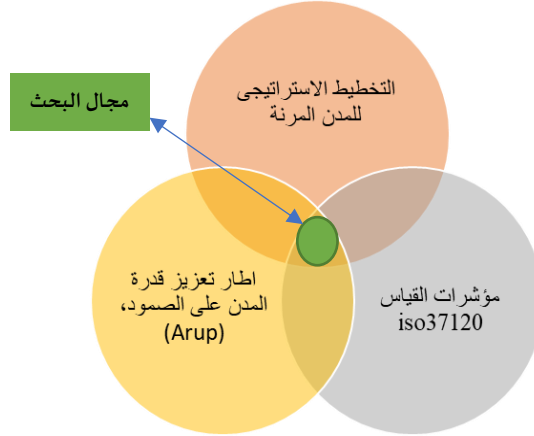 التخطيط الاستراتيجى
للمدن المرنة
مجال البحث
اطار تعزيز قدرة
المدن على الصمود،
(Arup)
مؤشرات القياس
iso37120